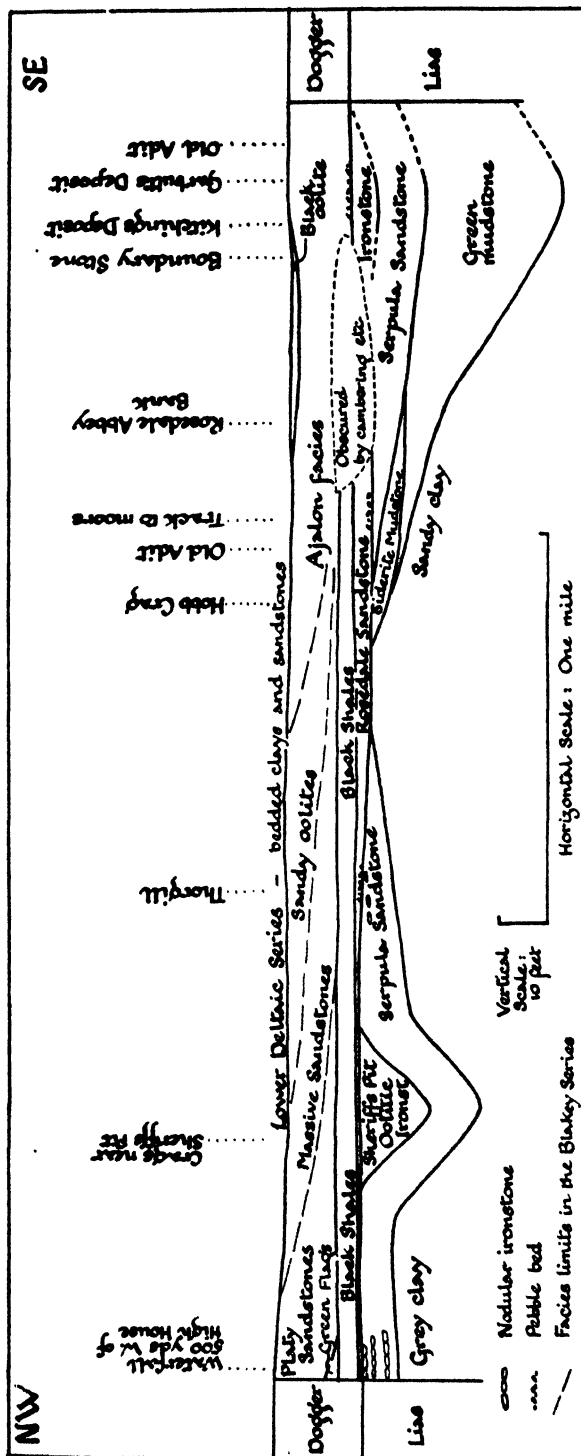 NW
SE
Waterfall
500 yds W. of
High House
Crags near
Sheriffs Pit
Thorgill
Hobb Crag
Old Adit
Track to moors
Rosedale Abbey
Bank
Boundary Stone
Kitchings Deposit
Garbutts Deposit
Old Adit
Lower Deltaic Series – bedded clays and sandstones
Dogger
Dogger
Platy
Sandstones
Green Flags
Massive Sandstones
Sandy oolites
Ajalon facies
Black oolite
Obscured
by cambering etc
Black Shales
Black Shales
Rosedale Sandstone
Ironstone
Lias
Lias
Sheriffs Pit
Oolitic
Ironst
Serpula Sandstone
Siderite Mudstone
Serpula Sandstone
Grey clay
Sandy clay
Green
mudstone
Nodular ironstone
Pebble bed
Facies limits in the Blakey Series
Vertical
Scale:
10 feet
Horizontal Scale: One mile